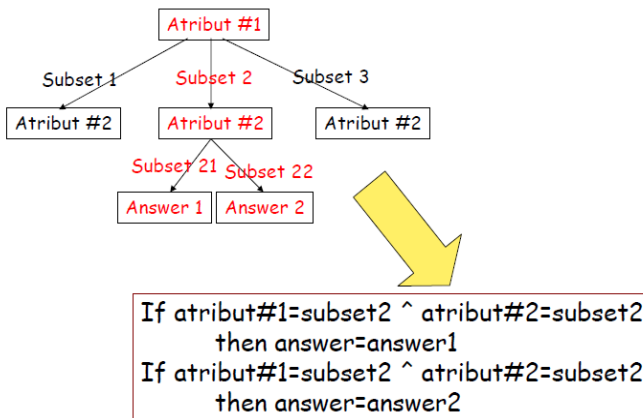 Atribut #1
Subset 1 Subset 2 Subset 3
Atribut #2 Atribut #2 Atribut #2
Subset 21 Subset 22
Answer 1 Answer 2
If atribut#1=subset2 ^ atribut#2=subset2
then answer=answer1
If atribut#1=subset2 ^ atribut#2=subset2
then answer=answer2